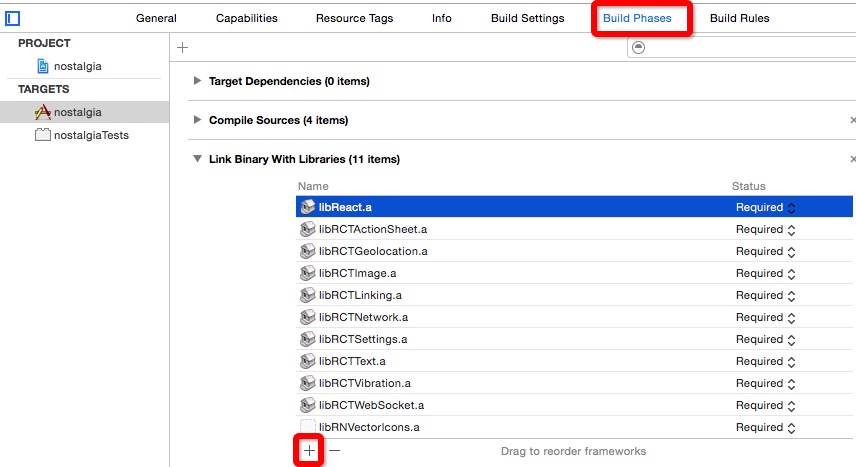 General Capabilities Resource Tags Info Build Settings Build Phases Build Rules
PROJECT
nostalgia
TARGETS
nostalgia
nostalgiaTests
Target Dependencies (0 items)
Compile Sources (4 items)
Link Binary With Libraries (11 items)
Name Status
libReact.a Required
libRCTActionSheet.a Required
libRCTGeolocation.a Required
libRCTImage.a Required
libRCTLinking.a Required
libRCTNetwork.a Required
libRCTSettings.a Required
libRCTText.a Required
libRCTVibration.a Required
libRCTWebSocket.a Required
libRNVectorIcons.a Required
Drag to reorder frameworks